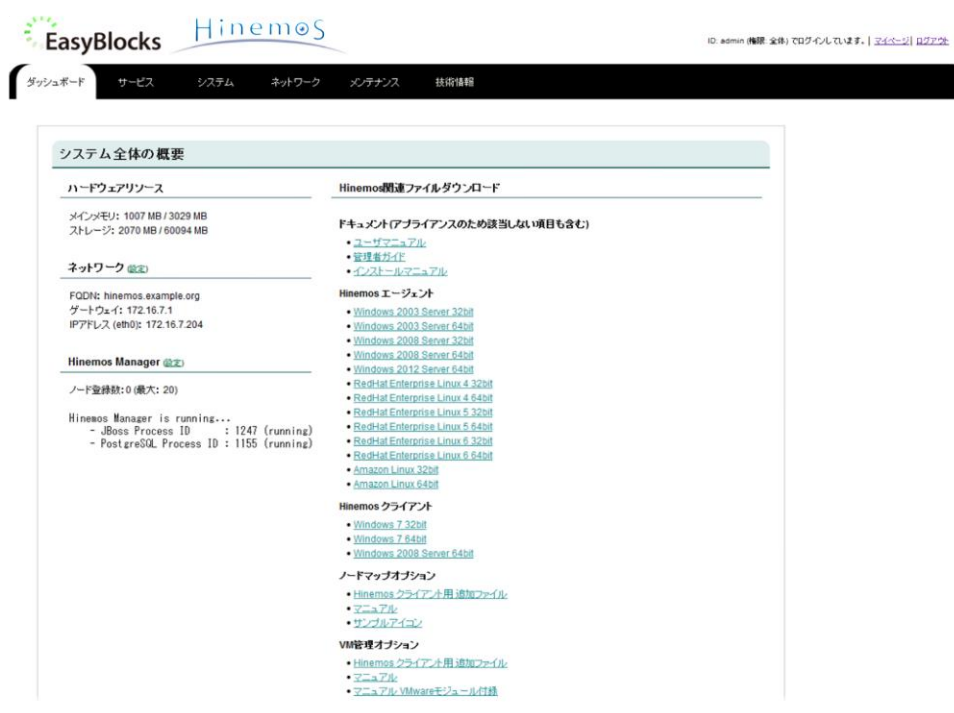 EasyBlocks
Hinemos
ID: admin (権限: 全体) でログインしています。 | マイページ | ログアウト
ダッシュボード サービス システム ネットワーク メンテナンス 技術情報
システム全体の概要
ハードウェアリソース
メインメモリ: 1007 MB / 3029 MB
ストレージ: 2070 MB / 60094 MB
ネットワーク (設定)
FQDN: hinemos.example.org
ゲートウェイ: 172.16.7.1
IPアドレス (eth0): 172.16.7.204
Hinemos Manager (設定)
ノード登録数: 0 (最大: 20)
Hinemos Manager is running...
- JBoss Process ID : 1247 (running)
- PostgreSQL Process ID : 1155 (running)
Hinemos関連ファイルダウンロード
ドキュメント(アプライアンスのため該当しない項目も含む)
• ユーザマニュアル
• 管理者ガイド
• インストールマニュアル
Hinemos エージェント
• Windows 2003 Server 32bit
• Windows 2003 Server 64bit
• Windows 2008 Server 32bit
• Windows 2008 Server 64bit
• Windows 2012 Server 64bit
• RedHat Enterprise Linux 4 32bit
• RedHat Enterprise Linux 4 64bit
• RedHat Enterprise Linux 5 32bit
• RedHat Enterprise Linux 5 64bit
• RedHat Enterprise Linux 6 32bit
• RedHat Enterprise Linux 6 64bit
• Amazon Linux 32bit
• Amazon Linux 64bit
Hinemos クライアント
• Windows 7 32bit
• Windows 7 64bit
• Windows 2008 Server 64bit
ノードマップオプション
• Hinemos クライアント用 追加ファイル
• マニュアル
• サンプルアイコン
VM管理オプション
• Hinemos クライアント用 追加ファイル
• マニュアル
• マニュアル VMwareモジュール付録